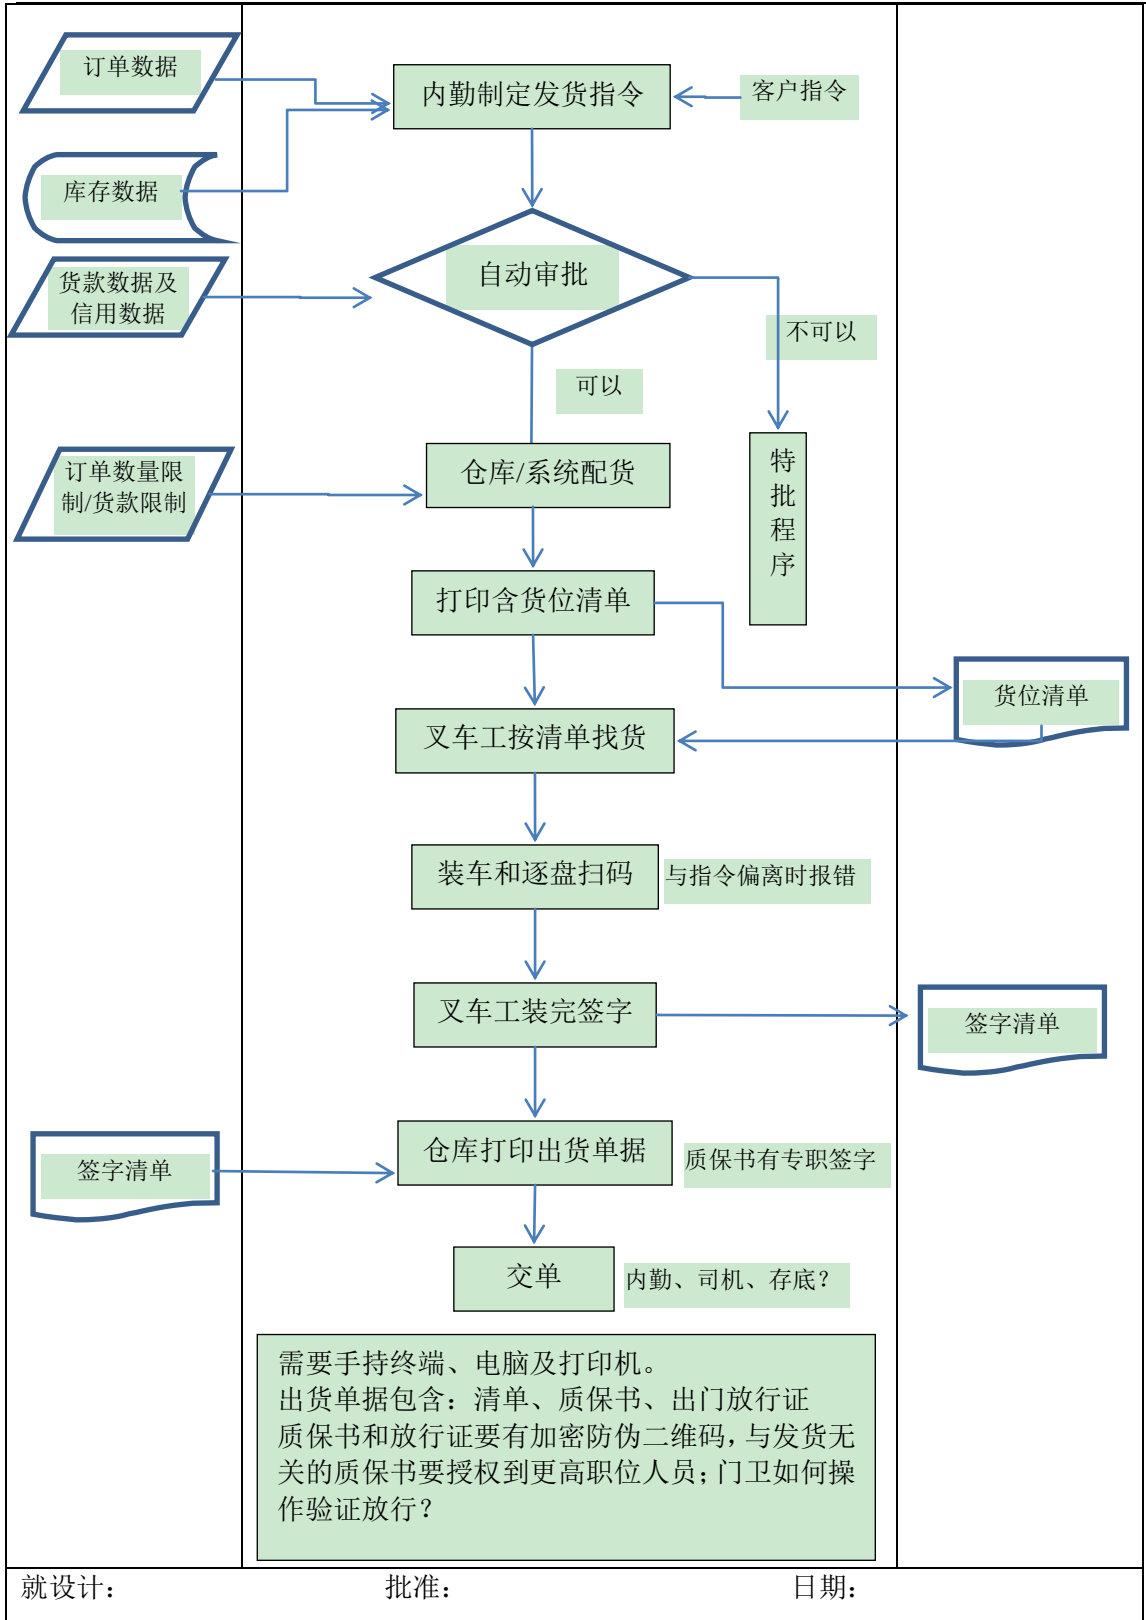 订单数据
内勤制定发货指令
客户指令
库存数据
自动审批
货款数据及
信用数据
不可以
可以
订单数量限
制/货款限制
仓库/系统配货
特
批
程
序
打印含货位清单
货位清单
叉车工按清单找货
装车和逐盘扫码
与指令偏离时报错
叉车工装完签字
签字清单
签字清单
仓库打印出货单据
质保书有专职签字
交单
内勤、司机、存底？
需要手持终端、电脑及打印机。
出货单据包含：清单、质保书、出门放行证
质保书和放行证要有加密防伪二维码，与发货无
关的质保书要授权到更高职位人员；门卫如何操
作验证放行？
就设计： 批准： 日期：